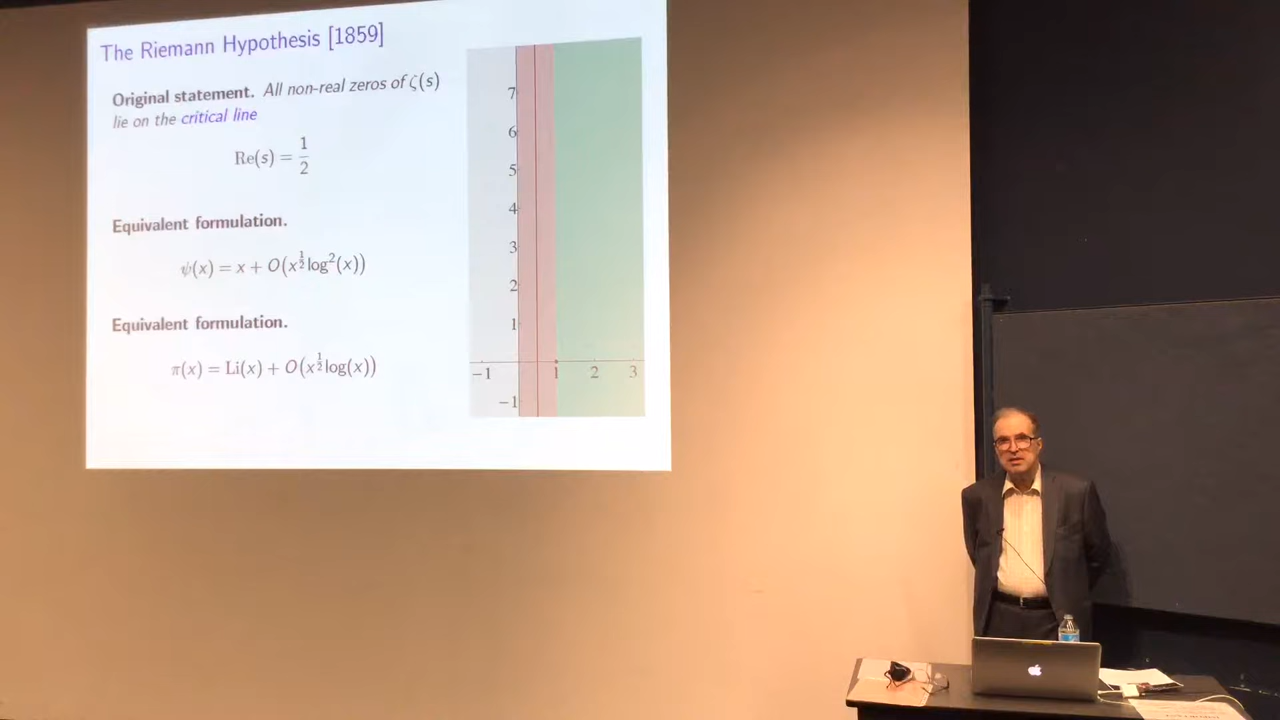 The Riemann Hypothesis [1859]
Original statement. All non-real zeros of ζ(s)
lie on the critical line
Re(s) = 1/2
Equivalent formulation.
ψ(x) = x + O(x^{1/2} log²(x))
Equivalent formulation.
π(x) = Li(x) + O(x^{1/2} log(x))
7
6
5
4
3
2
1
−1 1 2 3
−1